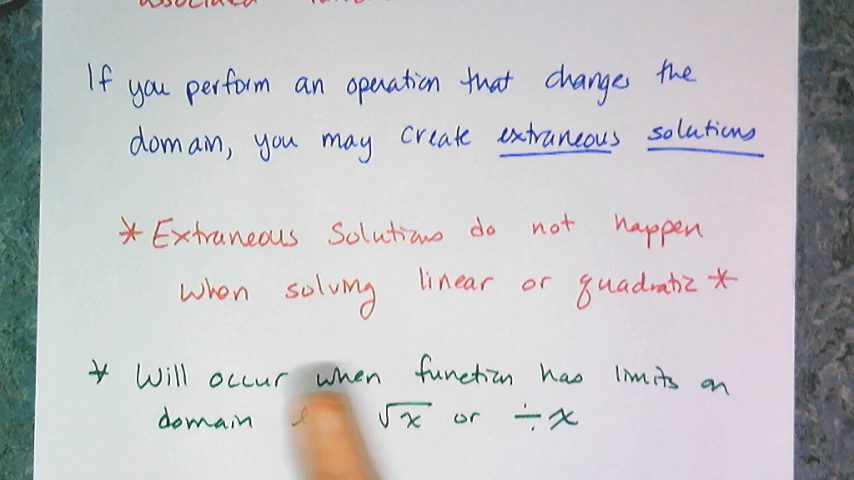 associated
If you perform an operation that changes the
domain, you may create extraneous solutions
* Extraneous Solutions do not happen
when solving linear or quadratic *
* Will occur when function has limits on
domain √x or ÷x